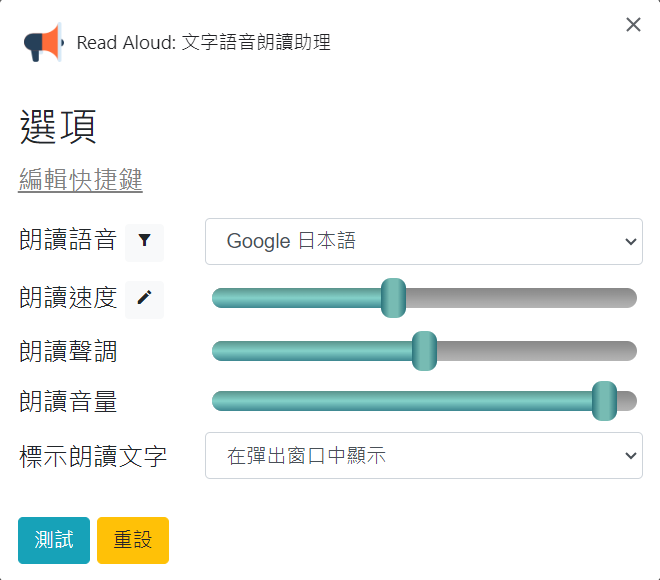 Read Aloud: 文字語音朗讀助理
選項
編輯快捷鍵
朗讀語音
Google 日本語
朗讀速度
朗讀聲調
朗讀音量
標示朗讀文字
在彈出窗口中顯示
測試 重設